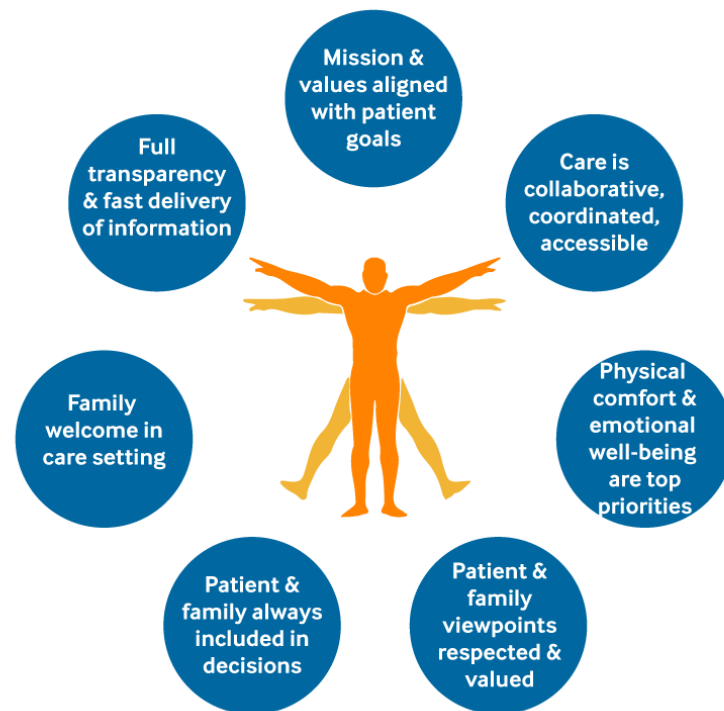 Mission &
values aligned
with patient
goals
Care is
collaborative,
coordinated,
accessible
Physical
comfort &
emotional
well-being
are top
priorities
Patient &
family
viewpoints
respected &
valued
Patient &
family always
included in
decisions
Family
welcome in
care setting
Full
transparency
& fast delivery
of information